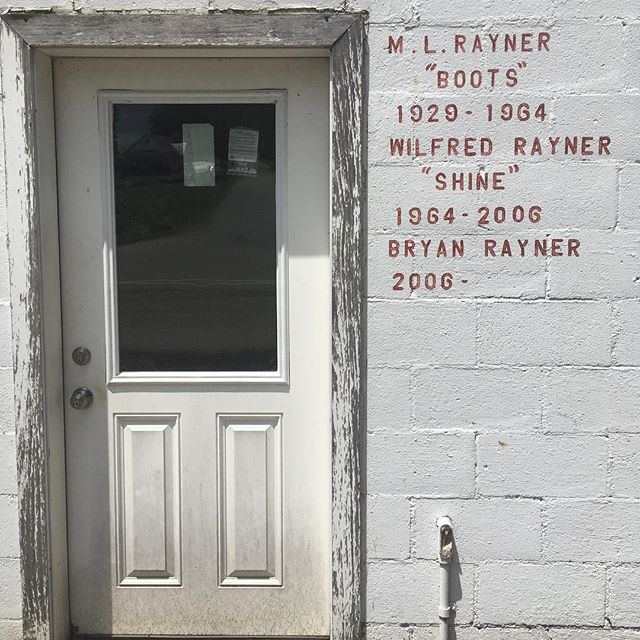 M. L. RAYNER
"BOOTS"
1929 - 1964
WILFRED RAYNER
"SHINE"
1964 - 2006
BRYAN RAYNER
2006 -